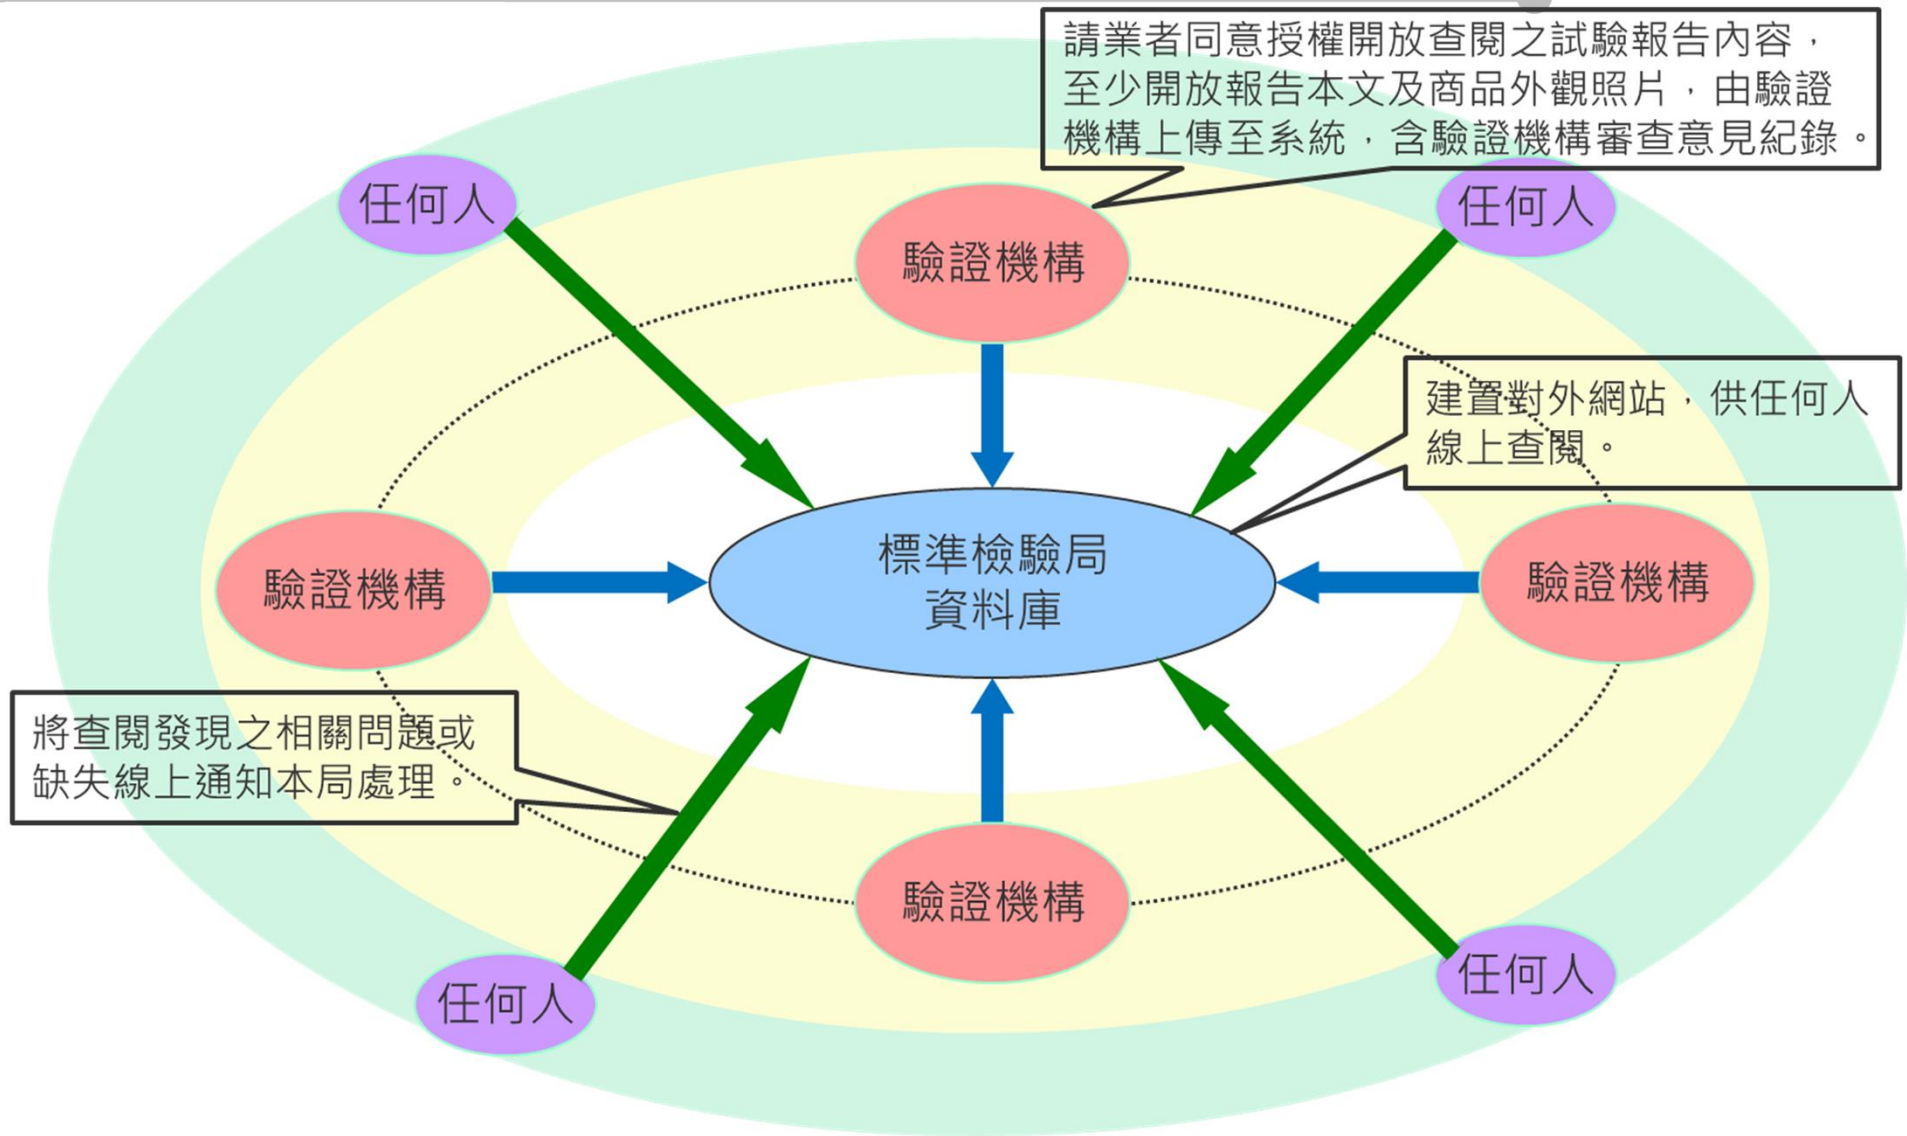 請業者同意授權開放查閱之試驗報告內容，
至少開放報告本文及商品外觀照片，由驗證
機構上傳至系統，含驗證機構審查意見紀錄。
任何人
任何人
驗證機構
建置對外網站，供任何人
線上查閱。
標準檢驗局
資料庫
驗證機構
驗證機構
將查閱發現之相關問題或
缺失線上通知本局處理。
驗證機構
任何人
任何人